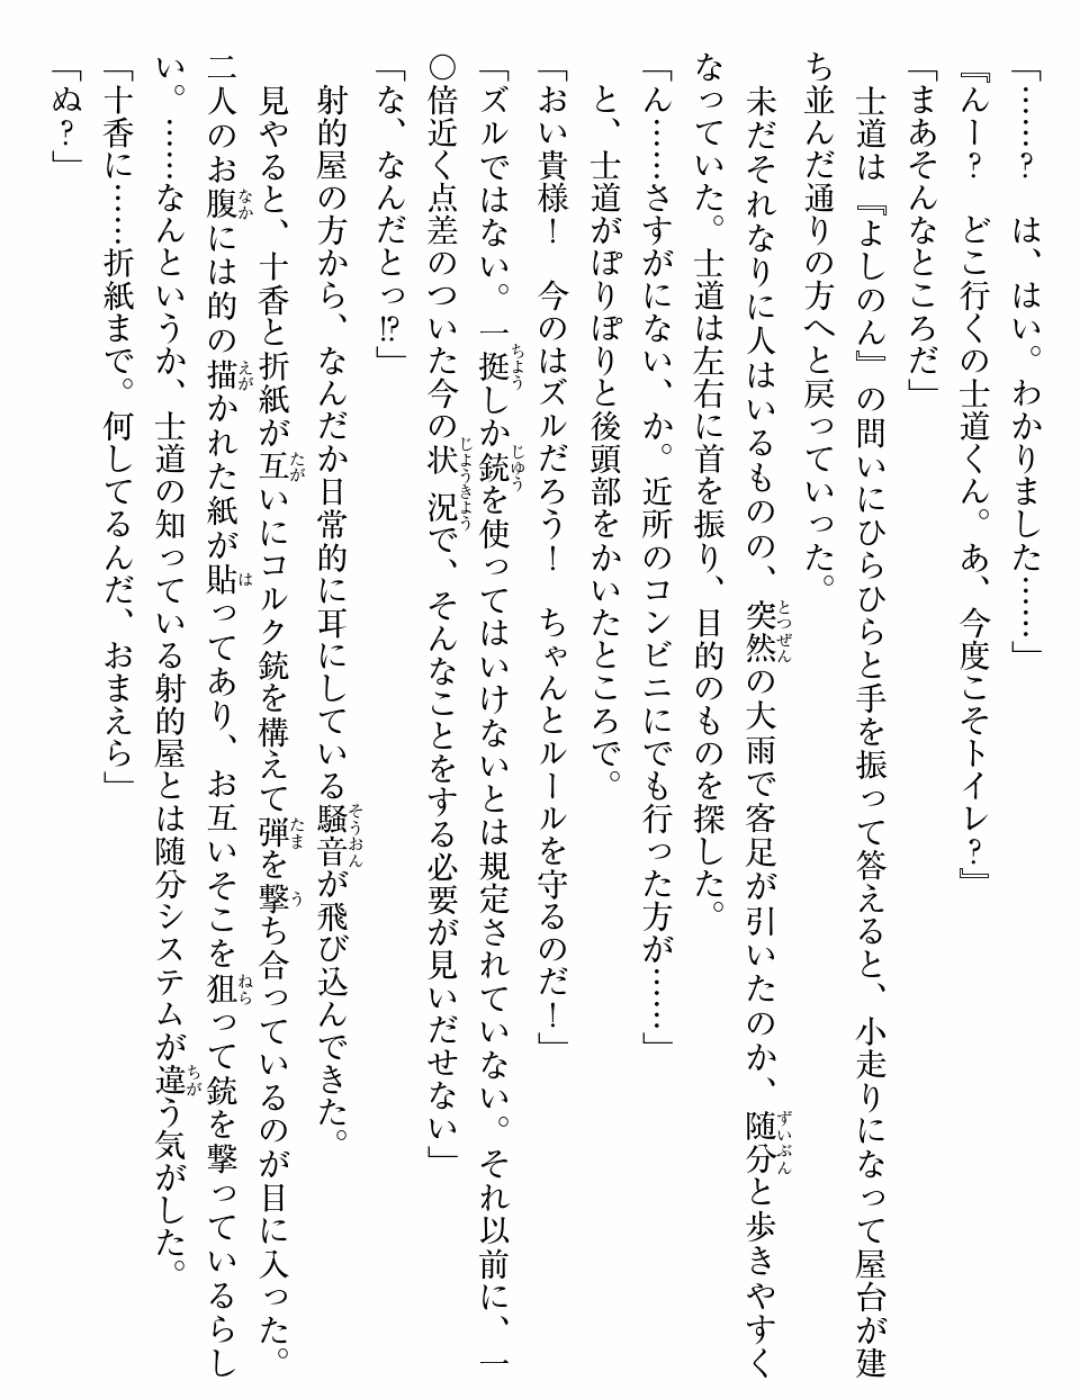 「……？　は、はい。わかりました……」
『んー？　どこ行くの士道くん。あ、今度こそトイレ？』
「まあそんなところだ」
　士道は『よしのん』の問いにひらひらと手を振って答えると、小走りになって屋台が建
ち並んだ通りの方へと戻っていった。
　未だそれなりに人はいるものの、突然の大雨で客足が引いたのか、随分と歩きやすく
なっていた。士道は左右に首を振り、目的のものを探した。
「ん……さすがにない、か。近所のコンビニにでも行った方が……」
　と、士道がぽりぽりと後頭部をかいたところで。
「おい貴様！　今のはズルだろう！　ちゃんとルールを守るのだ！」
「ズルではない。一挺しか銃を使ってはいけないとは規定されていない。それ以前に、一
〇倍近く点差のついた今の状況で、そんなことをする必要が見いだせない」
「な、なんだとっ!?」
　射的屋の方から、なんだか日常的に耳にしている騒音が飛び込んできた。
　見やると、十香と折紙が互いにコルク銃を構えて弾を撃ち合っているのが目に入った。
二人のお腹には的の描かれた紙が貼ってあり、お互いそこを狙って銃を撃っているらし
い。……なんというか、士道の知っている射的屋とは随分システムが違う気がした。
「十香に……折紙まで。何してるんだ、おまえら」
「ぬ？」